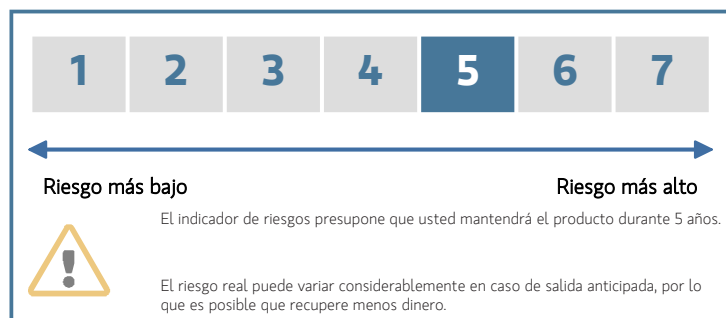 1 2 3 4 5 6 7
Riesgo más bajo Riesgo más alto
El indicador de riesgos presupone que usted mantendrá el producto durante 5 años.
!
El riesgo real puede variar considerablemente en caso de salida anticipada, por lo
que es posible que recupere menos dinero.